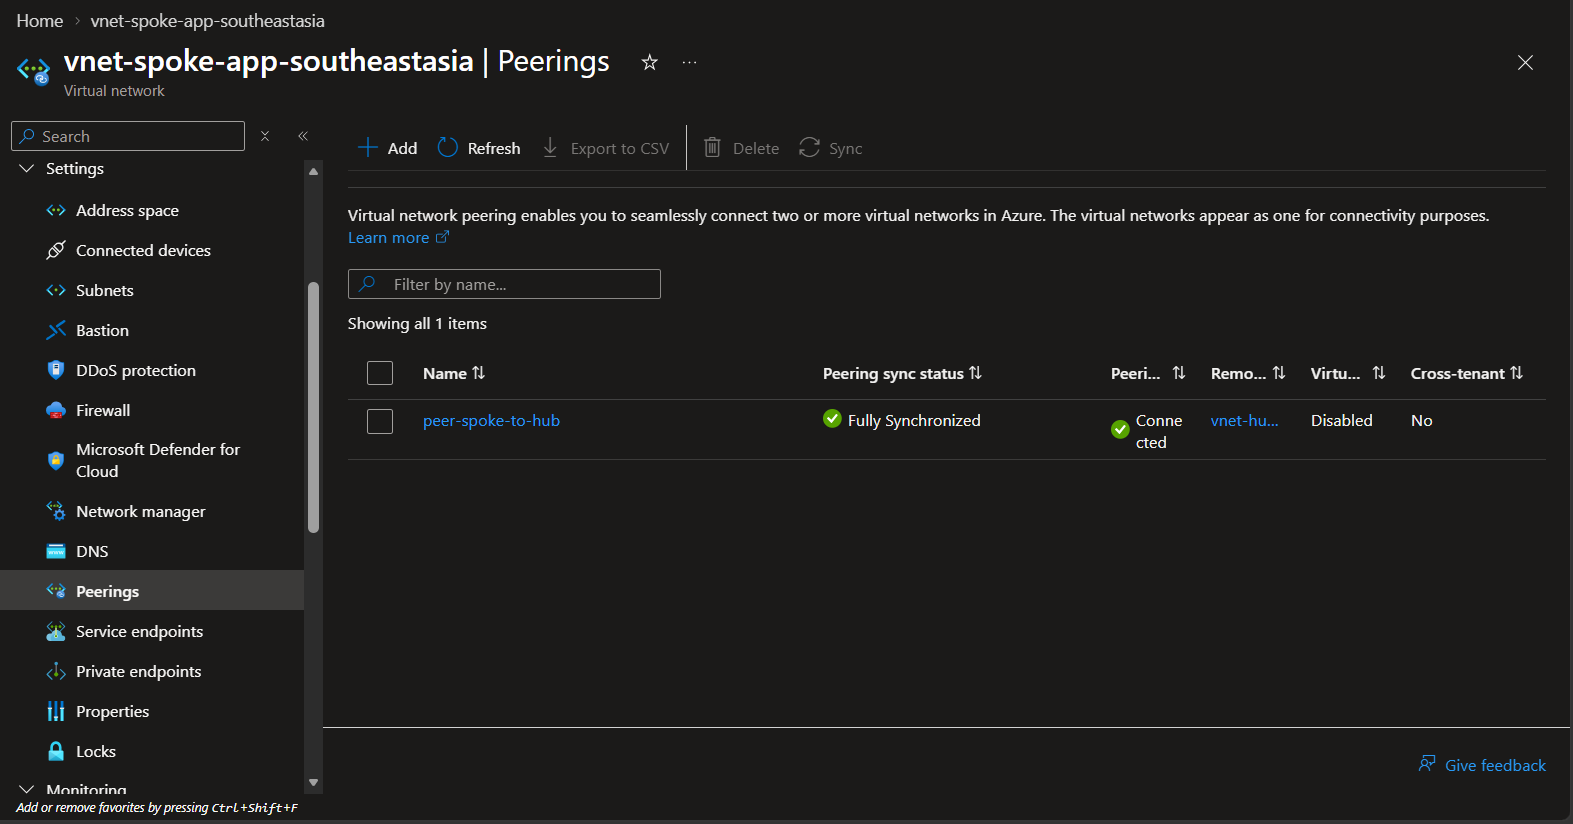 Home > vnet-spoke-app-southeastasia
vnet-spoke-app-southeastasia | Peerings
Virtual network
Search
Settings
Address space
Connected devices
Subnets
Bastion
DDoS protection
Firewall
Microsoft Defender for
Cloud
Network manager
DNS
Peerings
Service endpoints
Private endpoints
Properties
Locks
Monitoring
Add or remove favorites by pressing Ctrl+Shift+F
Add Refresh Export to CSV Delete Sync
Virtual network peering enables you to seamlessly connect two or more virtual networks in Azure. The virtual networks appear as one for connectivity purposes.
Learn more
Filter by name...
Showing all 1 items
Name Peering sync status Peeri... Remo... Virtu... Cross-tenant
peer-spoke-to-hub Fully Synchronized Conne vnet-hu... Disabled No
cted
Give feedback